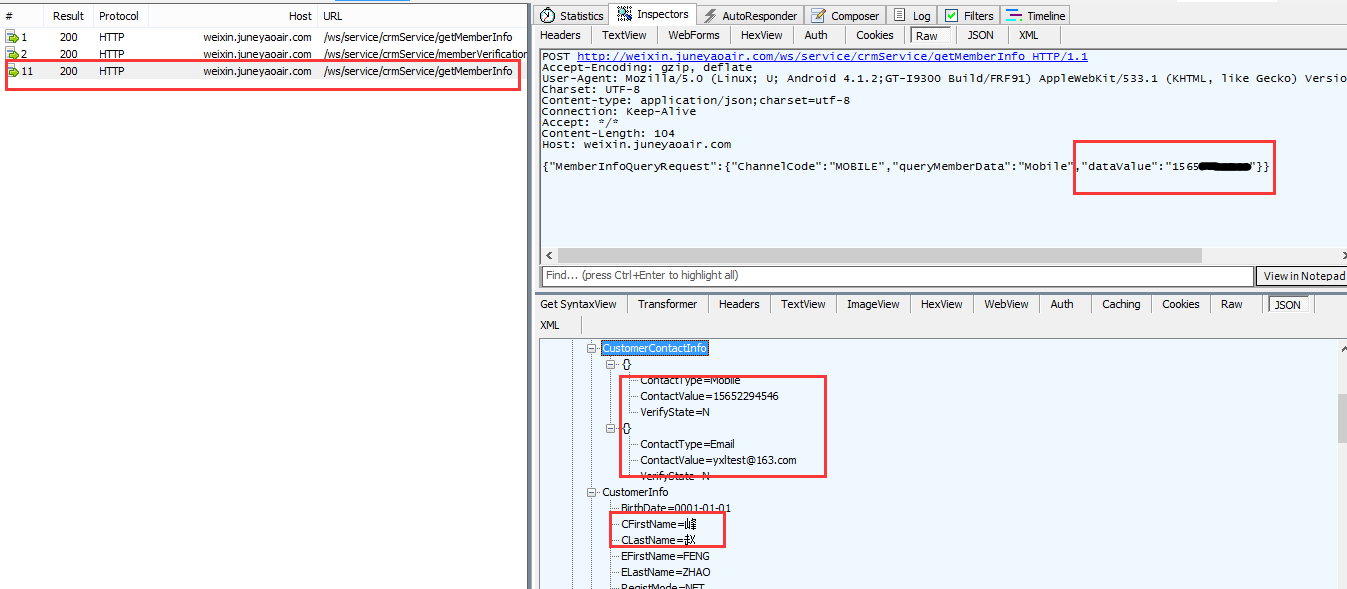 # Result Protocol Host URL
1 200 HTTP weixin.juneyaoair.com /ws/service/crmService/getMemberInfo
2 200 HTTP weixin.juneyaoair.com /ws/service/crmService/memberVerification
11 200 HTTP weixin.juneyaoair.com /ws/service/crmService/getMemberInfo
Statistics Inspectors AutoResponder Composer Log Filters Timeline
Headers TextView WebForms HexView Auth Cookies Raw JSON XML
POST http://weixin.juneyaoair.com/ws/service/crmService/getMemberInfo HTTP/1.1
Accept-Encoding: gzip, deflate
User-Agent: Mozilla/5.0 (Linux; U; Android 4.1.2;GT-I9300 Build/FRF91) AppleWebKit/533.1 (KHTML, like Gecko) Versio
Charset: UTF-8
Content-type: application/json;charset=utf-8
Connection: Keep-Alive
Accept: */*
Content-Length: 104
Host: weixin.juneyaoair.com
{"MemberInfoQueryRequest":{"ChannelCode":"MOBILE","queryMemberData":"Mobile","dataValue":"1565"}}
Find... (press Ctrl+Enter to highlight all) View in Notepad
Get SyntaxView Transformer Headers TextView ImageView HexView WebView Auth Caching Cookies Raw JSON
XML
CustomerContactInfo
{}
ContactType=Mobile
ContactValue=15652294546
VerifyState=N
{}
ContactType=Email
ContactValue=yxltest@163.com
VerifyState=N
CustomerInfo
BirthDate=0001-01-01
CFirstName=峰
CLastName=赵
EFirstName=FENG
ELastName=ZHAO
RegistMode=NET